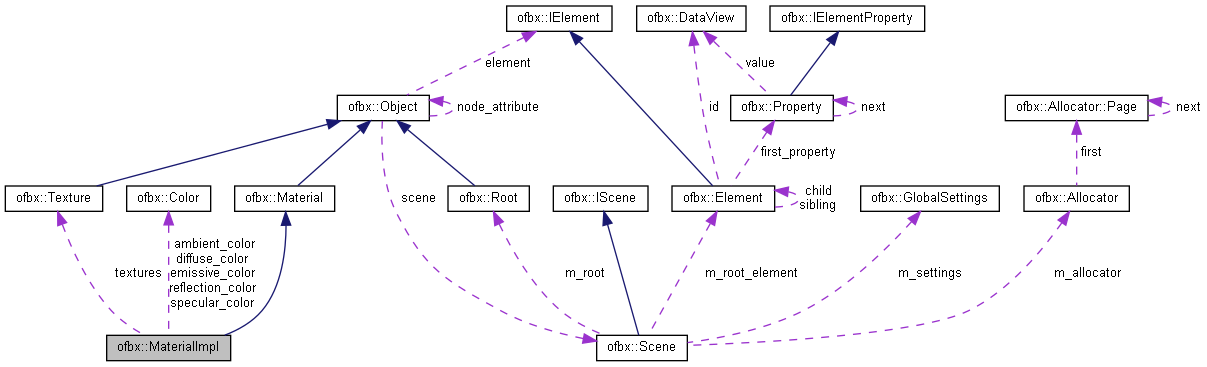 ofbx::IElement
ofbx::DataView
ofbx::IElementProperty
element
value
ofbx::Object
node_attribute
id
ofbx::Property
next
ofbx::Allocator::Page
next
first_property
first
ofbx::Texture
ofbx::Color
ofbx::Material
scene
ofbx::Root
ofbx::IScene
ofbx::Element
child
sibling
ofbx::GlobalSettings
ofbx::Allocator
textures
ambient_color
diffuse_color
emissive_color
reflection_color
specular_color
m_root
m_root_element
m_settings
m_allocator
ofbx::MaterialImpl
ofbx::Scene